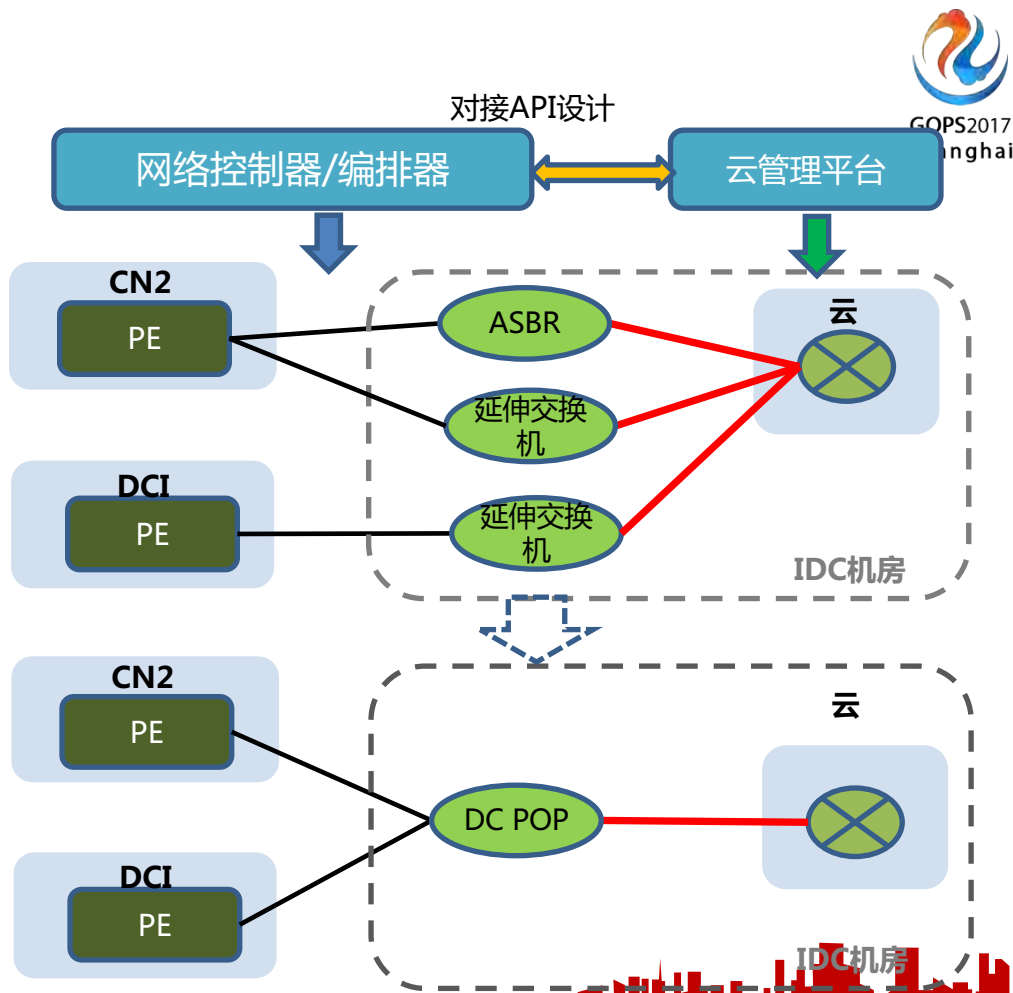 对接API设计
GOPS2017
nghai
网络控制器/编排器
云管理平台
CN2
PE
ASBR
云
延伸交换
机
DCI
PE
延伸交换
机
IDC机房
CN2
PE
云
DC POP
DCI
PE
IDC机房